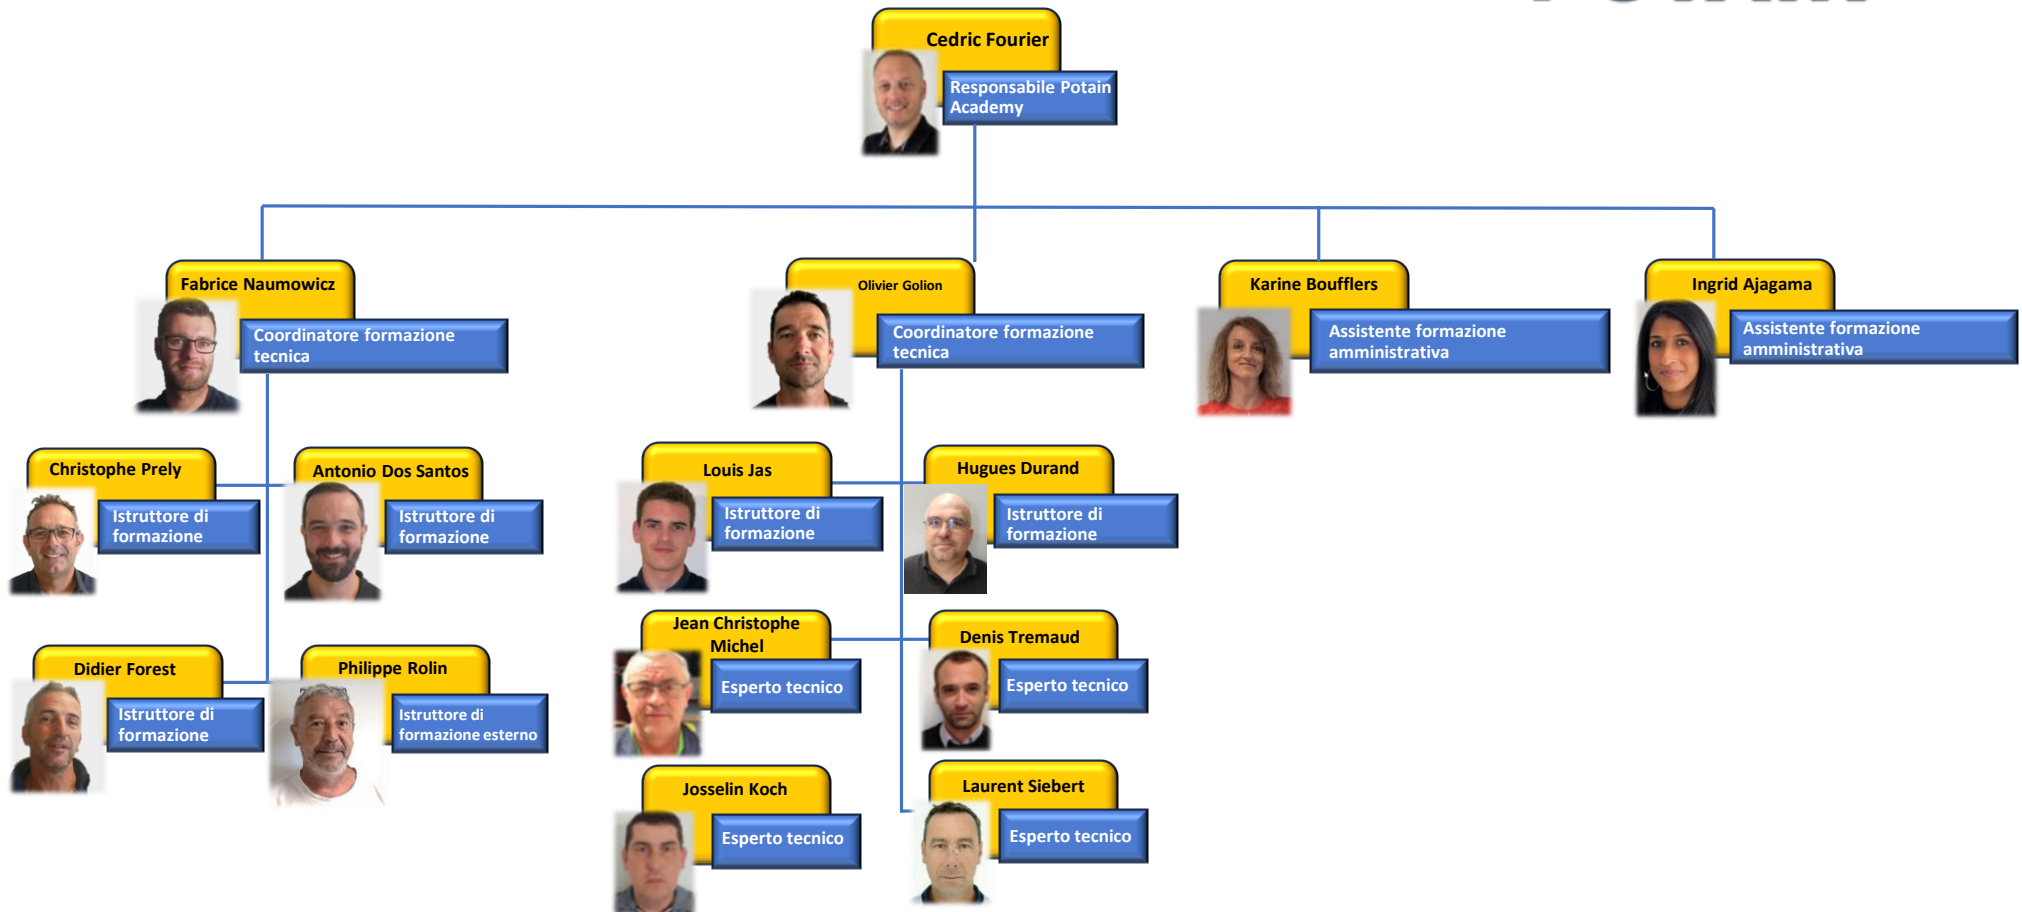 Cedric Fourier
Responsabile Potain
Academy
Fabrice Naumowicz
Coordinatore formazione
tecnica
Olivier Golion
Coordinatore formazione
tecnica
Karine Boufflers
Assistente formazione
amministrativa
Ingrid Ajagama
Assistente formazione
amministrativa
Christophe Prely
Istruttore di
formazione
Antonio Dos Santos
Istruttore di
formazione
Louis Jas
Istruttore di
formazione
Hugues Durand
Istruttore di
formazione
Didier Forest
Istruttore di
formazione
Philippe Rolin
Istruttore di
formazione esterno
Jean Christophe
Michel
Esperto tecnico
Denis Tremaud
Esperto tecnico
Josselin Koch
Esperto tecnico
Laurent Siebert
Esperto tecnico